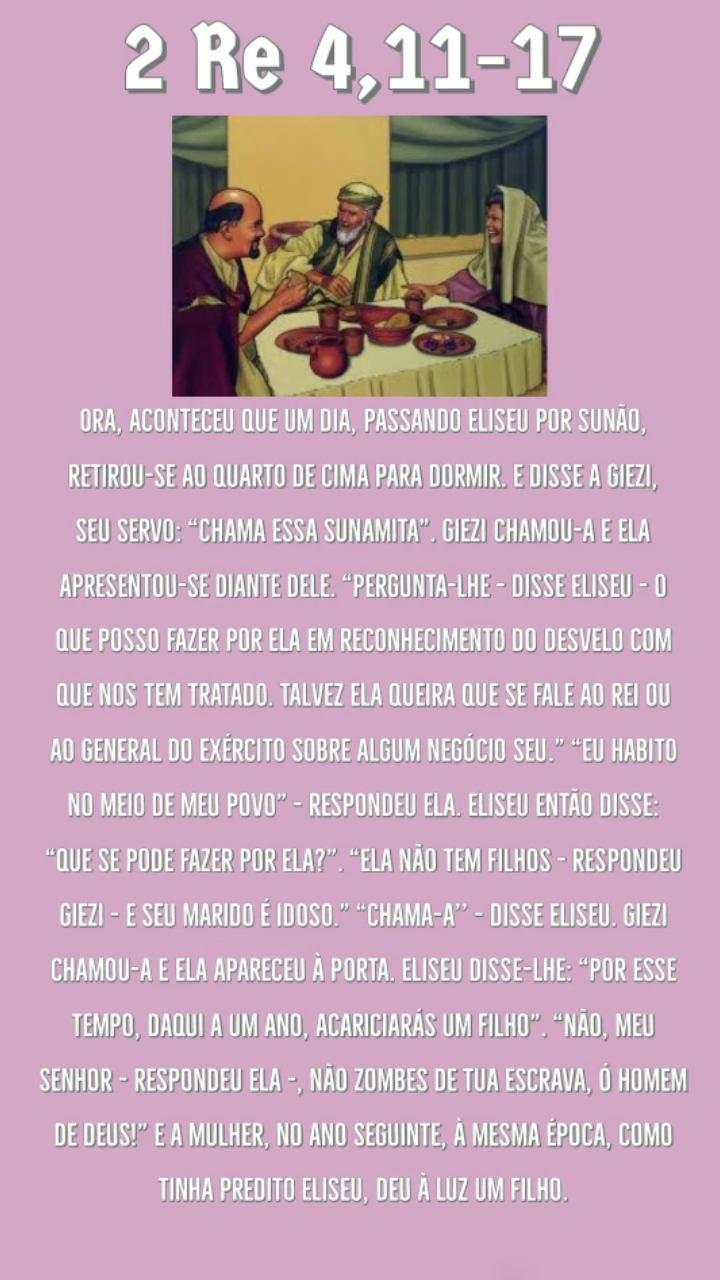 2 Re 4,11-17
ORA, ACONTECEU QUE UM DIA, PASSANDO ELISEU POR SUNÃO,
RETIROU-SE AO QUARTO DE CIMA PARA DORMIR. E DISSE A GIEZI,
SEU SERVO: “CHAMA ESSA SUNAMITA”. GIEZI CHAMOU-A E ELA
APRESENTOU-SE DIANTE DELE. “PERGUNTA-LHE - DISSE ELISEU - O
QUE POSSO FAZER POR ELA EM RECONHECIMENTO DO DESVELO COM
QUE NOS TEM TRATADO. TALVEZ ELA QUEIRA QUE SE FALE AO REI OU
AO GENERAL DO EXÉRCITO SOBRE ALGUM NEGÓCIO SEU.” “EU HABITO
NO MEIO DE MEU POVO” - RESPONDEU ELA. ELISEU ENTÃO DISSE:
“QUE SE PODE FAZER POR ELA?”. “ELA NÃO TEM FILHOS - RESPONDEU
GIEZI - E SEU MARIDO É IDOSO.” “CHAMA-A’’ - DISSE ELISEU. GIEZI
CHAMOU-A E ELA APARECEU À PORTA. ELISEU DISSE-LHE: “POR ESSE
TEMPO, DAQUI A UM ANO, ACARICIARÁS UM FILHO”. “NÃO, MEU
SENHOR - RESPONDEU ELA -, NÃO ZOMBES DE TUA ESCRAVA, Ó HOMEM
DE DEUS!” E A MULHER, NO ANO SEGUINTE, À MESMA ÉPOCA, COMO
TINHA PREDITO ELISEU, DEU À LUZ UM FILHO.